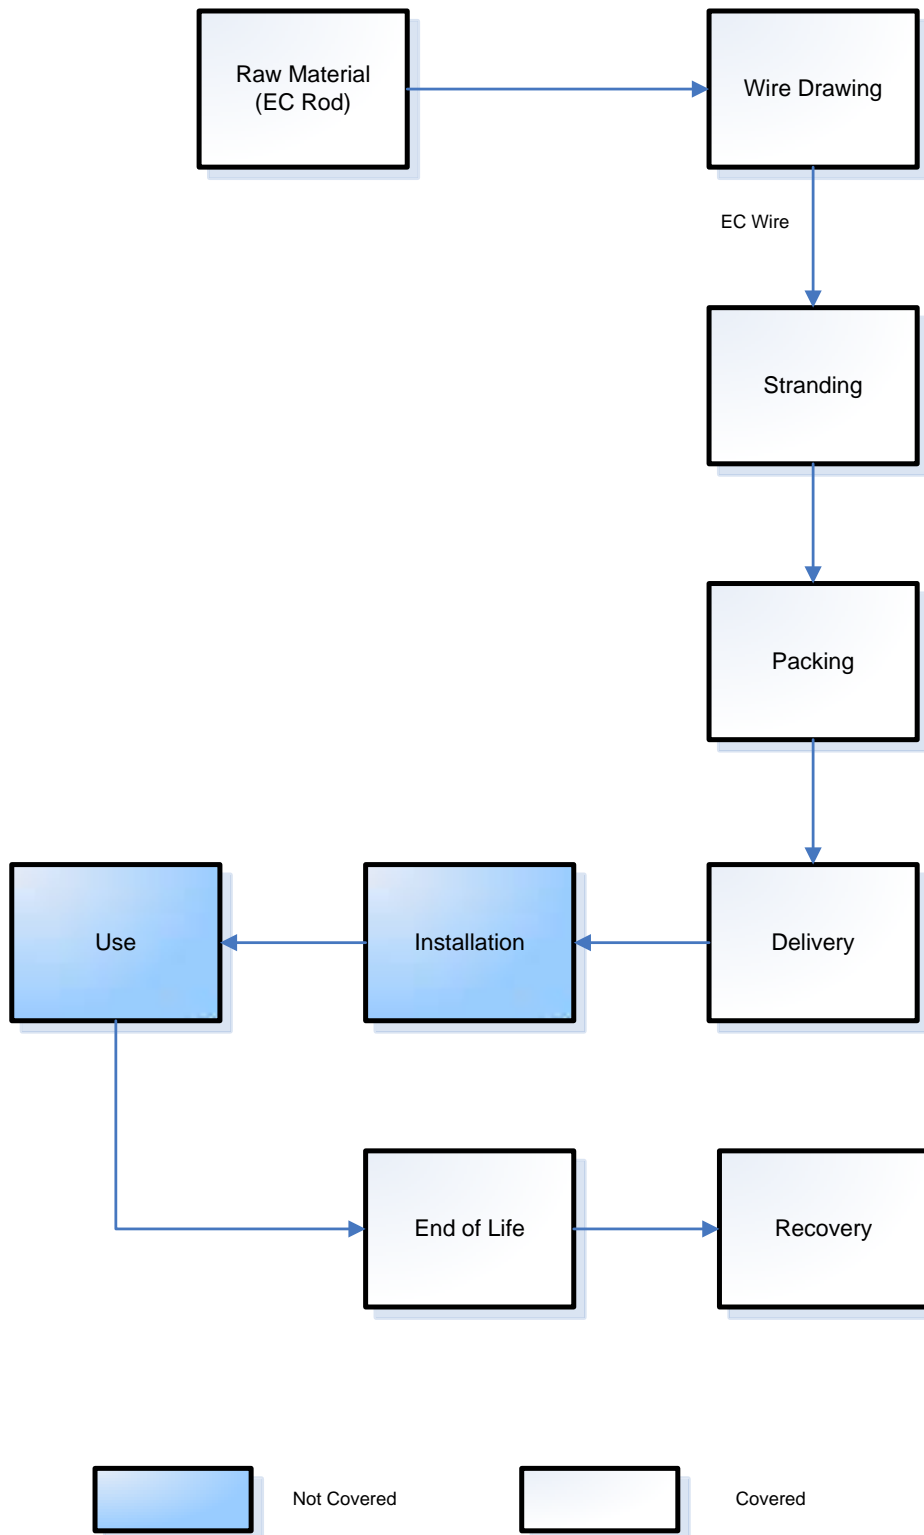 Raw Material
(EC Rod)
Wire Drawing
EC Wire
Stranding
Packing
Use
Installation
Delivery
End of Life
Recovery
Not Covered
Covered